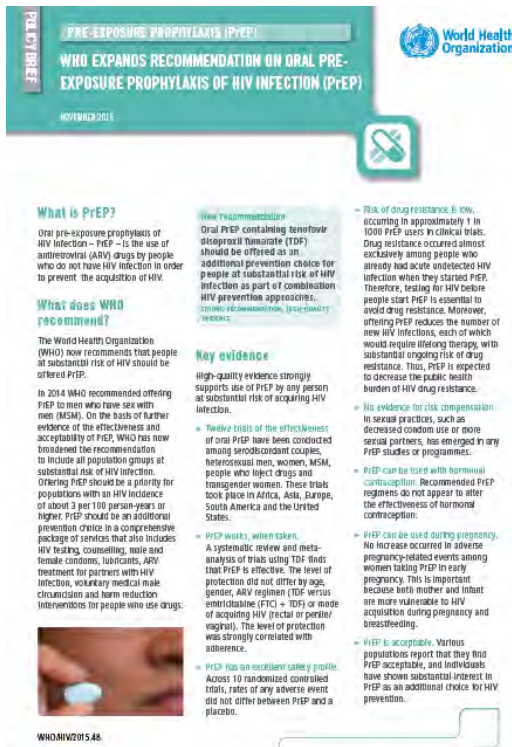 POLICY BRIEF
PRE-EXPOSURE PROPHYLAXIS (PrEP)
WHO EXPANDS RECOMMENDATION ON ORAL PRE-
EXPOSURE PROPHYLAXIS OF HIV INFECTION (PrEP)
NOVEMBER 2015
World Health
Organization
What is PrEP?
Oral pre-exposure prophylaxis of
HIV infection – PrEP – is the use of
antiretroviral (ARV) drugs by people
who do not have HIV infection in order
to prevent the acquisition of HIV.
What does WHO
recommend?
The World Health Organization
(WHO) now recommends that people
at substantial risk of HIV should be
offered PrEP.
In 2014 WHO recommended offering
PrEP to men who have sex with
men (MSM). On the basis of further
evidence of the effectiveness and
acceptability of PrEP, WHO has now
broadened the recommendation
to include all population groups at
substantial risk of HIV infection.
Offering PrEP should be a priority for
populations with an HIV incidence
of about 3 per 100 person-years or
higher. PrEP should be an additional
prevention choice in a comprehensive
package of services that also includes
HIV testing, counselling, male and
female condoms, lubricants, ARV
treatment for partners with HIV
infection, voluntary medical male
circumcision and harm reduction
interventions for people who use drugs.
WHO/HIV/2015.48
New recommendation
Oral PrEP containing tenofovir
disoproxil fumarate (TDF)
should be offered as an
additional prevention choice for
people at substantial risk of HIV
infection as part of combination
HIV prevention approaches.
STRONG RECOMMENDATION, HIGH-QUALITY
EVIDENCE
Key evidence
High-quality evidence strongly
supports use of PrEP by any person
at substantial risk of acquiring HIV
infection.
Twelve trials of the effectiveness
of oral PrEP have been conducted
among serodiscordant couples,
heterosexual men, women, MSM,
people who inject drugs and
transgender women. These trials
took place in Africa, Asia, Europe,
South America and the United
States.
PrEP works, when taken.
A systematic review and meta-
analysis of trials using TDF finds
that PrEP is effective. The level of
protection did not differ by age,
gender, ARV regimen (TDF versus
emtricitabine (FTC) + TDF) or mode
of acquiring HIV (rectal or penile/
vaginal). The level of protection
was strongly correlated with
adherence.
PrEP has an excellent safety profile.
Across 10 randomized controlled
trials, rates of any adverse event
did not differ between PrEP and a
placebo.
Risk of drug resistance is low,
occurring in approximately 1 in
1000 PrEP users in clinical trials.
Drug resistance occurred almost
exclusively among people who
already had acute undetected HIV
infection when they started PrEP.
Therefore, testing for HIV before
people start PrEP is essential to
avoid drug resistance. Moreover,
offering PrEP reduces the number of
new HIV infections, each of which
would require lifelong therapy, with
substantial ongoing risk of drug
resistance. Thus, PrEP is expected
to decrease the public health
burden of HIV drug resistance.
No evidence for risk compensation
in sexual practices, such as
decreased condom use or more
sexual partners, has emerged in any
PrEP studies or programmes.
PrEP can be used with hormonal
contraception. Recommended PrEP
regimens do not appear to alter
the effectiveness of hormonal
contraception.
PrEP can be used during pregnancy.
No increase occurred in adverse
pregnancy-related events among
women taking PrEP in early
pregnancy. This is important
because both mother and infant
are more vulnerable to HIV
acquisition during pregnancy and
breastfeeding.
PrEP is acceptable. Various
populations report that they find
PrEP acceptable, and individuals
have shown substantial interest in
PrEP as an additional choice for HIV
prevention.